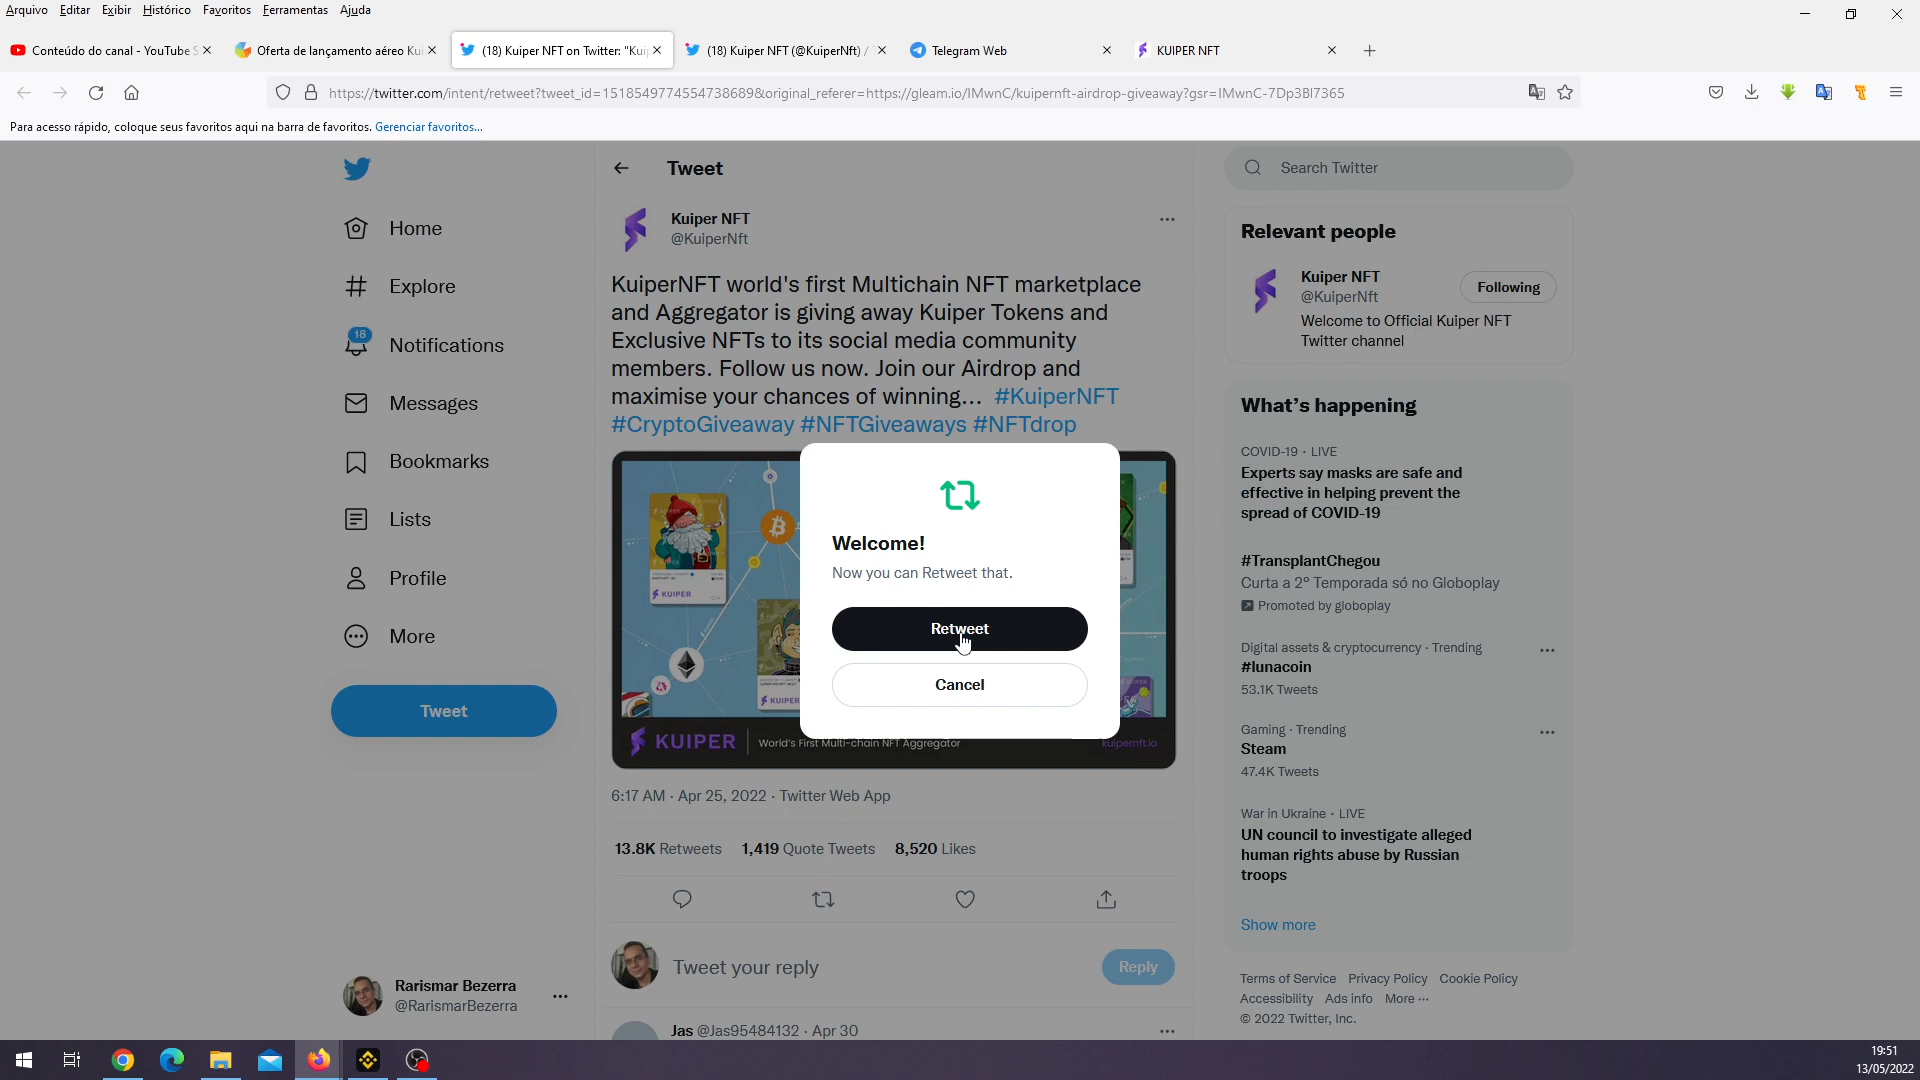 Arquivo Editar Exibir Histórico Favoritos Ferramentas Ajuda
Conteúdo do canal - YouTube S
Oferta de lançamento aéreo Kui
(18) Kuiper NFT on Twitter: "Kuip
(18) Kuiper NFT (@KuiperNft) /
Telegram Web
KUIPER NFT
https://twitter.com/intent/retweet?tweet_id=1518549774554738689&original_referer=https://gleam.io/IMwnC/kuipernft-airdrop-giveaway?gsr=IMwnC-7Dp3Bl7365
Para acesso rápido, coloque seus favoritos aqui na barra de favoritos. Gerenciar favoritos...
Home
Explore
18
Notifications
Messages
Bookmarks
Lists
Profile
More
Tweet
Rarismar Bezerra
@RarismarBezerra
Tweet
Kuiper NFT
@KuiperNft
KuiperNFT world's first Multichain NFT marketplace
and Aggregator is giving away Kuiper Tokens and
Exclusive NFTs to its social media community
members. Follow us now. Join our Airdrop and
maximise your chances of winning... #KuiperNFT
#CryptoGiveaway #NFTGiveaways #NFTdrop
KUIPER
KUIPER
KUIPER
World's First Multi-chain NFT Aggregator
kuipernft.io
Welcome!
Now you can Retweet that.
Retweet
Cancel
6:17 AM · Apr 25, 2022 · Twitter Web App
13.8K Retweets 1,419 Quote Tweets 8,520 Likes
Tweet your reply
Reply
Jas @Jas95484132 · Apr 30
Search Twitter
Relevant people
Kuiper NFT
@KuiperNft
Following
Welcome to Official Kuiper NFT
Twitter channel
What's happening
COVID-19 · LIVE
Experts say masks are safe and
effective in helping prevent the
spread of COVID-19
#TransplantChegou
Curta a 2º Temporada só no Globoplay
Promoted by globoplay
Digital assets & cryptocurrency · Trending
#lunacoin
53.1K Tweets
Gaming · Trending
Steam
47.4K Tweets
War in Ukraine · LIVE
UN council to investigate alleged
human rights abuse by Russian
troops
Show more
Terms of Service Privacy Policy Cookie Policy
Accessibility Ads info More ...
© 2022 Twitter, Inc.
19:51
13/05/2022